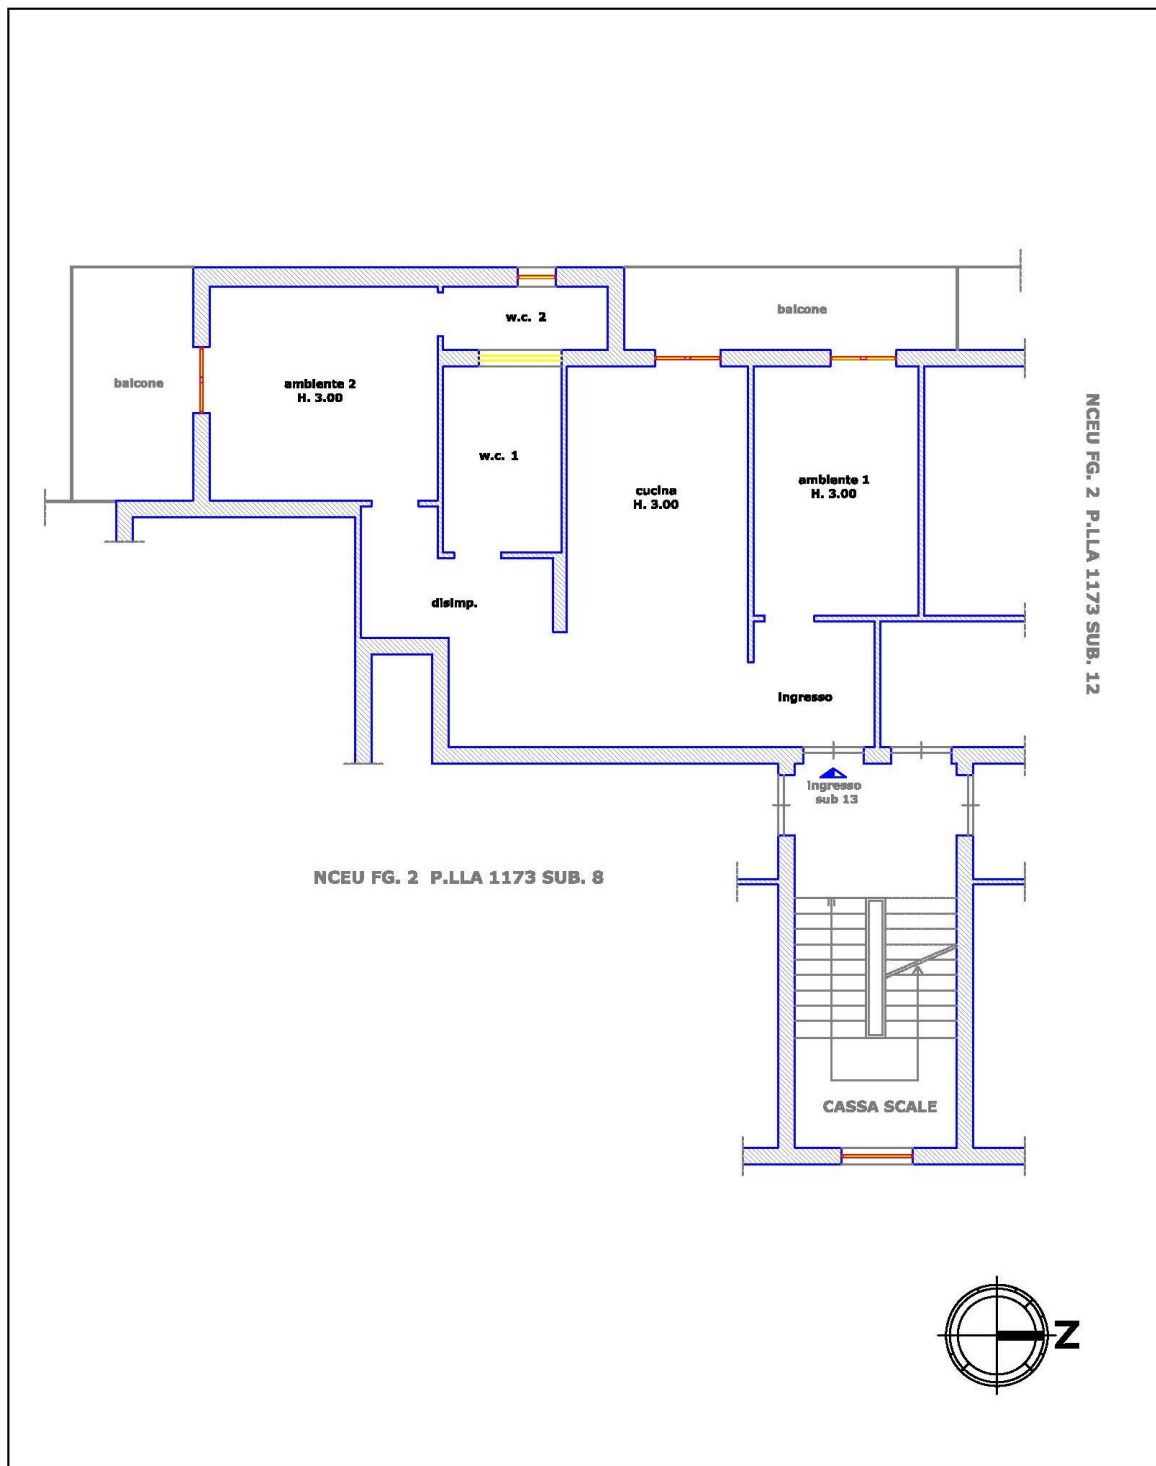 w.c. 2
balcone
balcone
ambiente 2
H. 3.00
w.c. 1
cucina
H. 3.00
ambiente 1
H. 3.00
NCEU FG. 2 P.LLA 1173 SUB. 12
disimp.
ingresso
ingresso
sub 13
NCEU FG. 2 P.LLA 1173 SUB. 8
CASSA SCALE
N